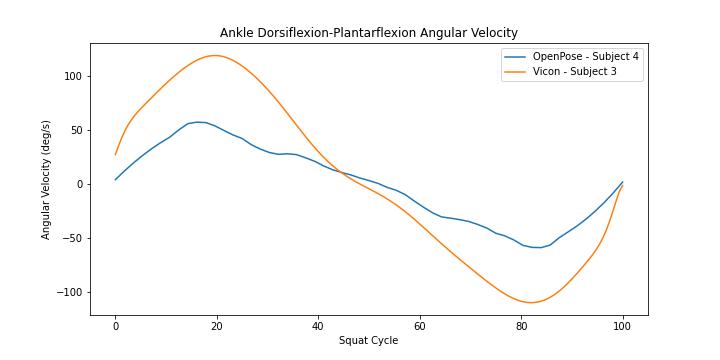 Ankle Dorsiflexion-Plantarflexion Angular Velocity
OpenPose - Subject 4
Vicon - Subject 3
Angular Velocity (deg/s)
100
50
0
−50
−100
0 20 40 60 80 100
Squat Cycle